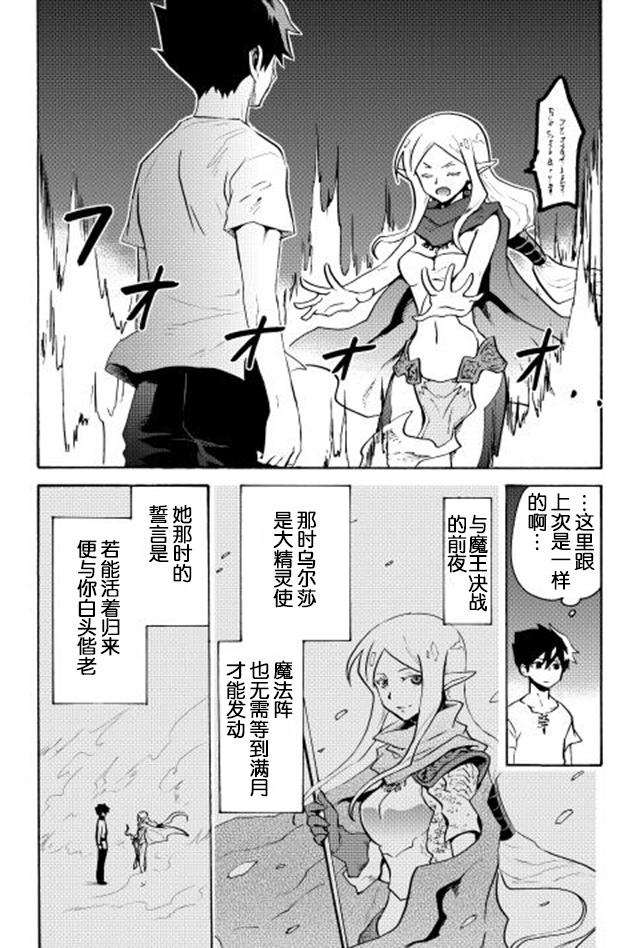 オオオオ
…这里跟
上次是一样
的啊…
与魔王决战
的前夜
那时乌尔莎
是大精灵使
魔法阵
也无需等到满月
才能发动
她那时的
誓言是
若能活着归来
便与你白头偕老